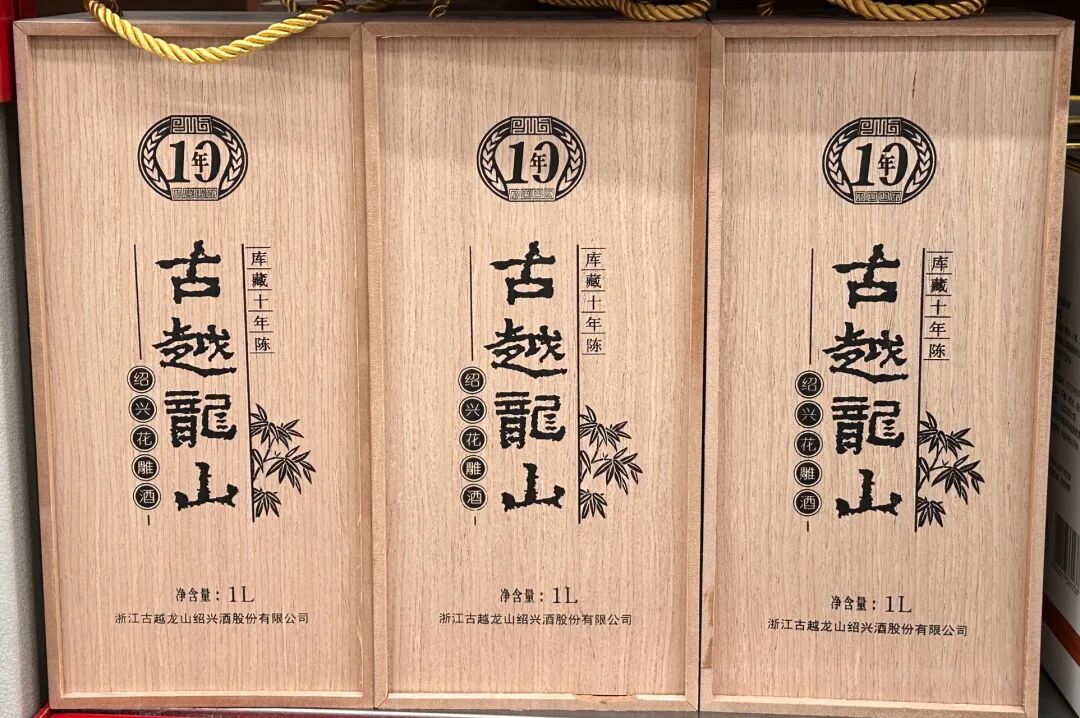 10年
库藏十年陈
古越龍山
绍兴花雕酒
净含量：1L
浙江古越龙山绍兴酒股份有限公司
10年
库藏十年陈
古越龍山
绍兴花雕酒
净含量：1L
浙江古越龙山绍兴酒股份有限公司
10年
库藏十年陈
古越龍山
绍兴花雕酒
净含量：1L
浙江古越龙山绍兴酒股份有限公司